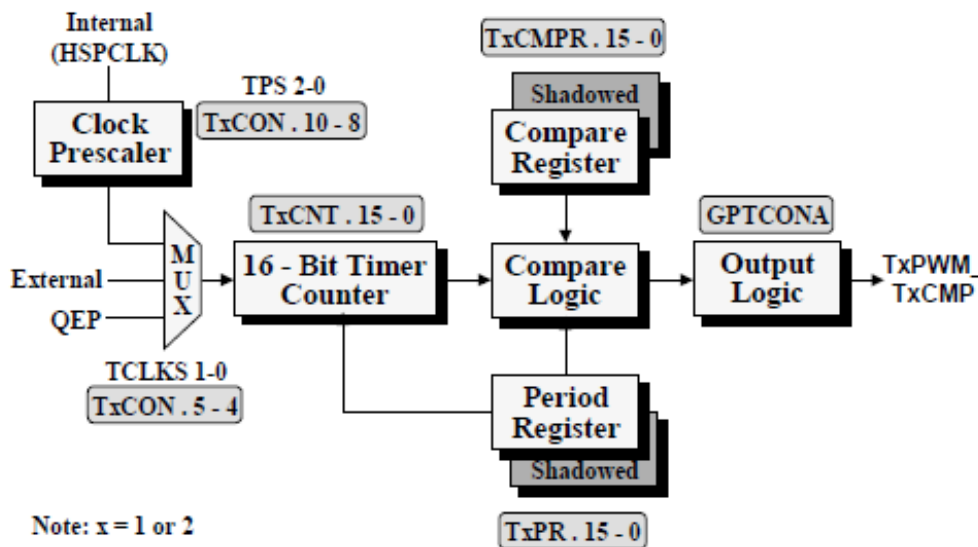 Internal
(HSPCLK)
TPS 2-0
TxCON . 10 - 8
Clock
Prescaler
TxCMPR . 15 - 0
Shadowed
Compare
Register
TxCNT . 15 - 0
GPTCONA
MUX
External
QEP
16 - Bit Timer
Counter
Compare
Logic
Output
Logic
TxPWM_
TxCMP
TCLKS 1-0
TxCON . 5 - 4
Period
Register
Shadowed
TxPR . 15 - 0
Note: x = 1 or 2